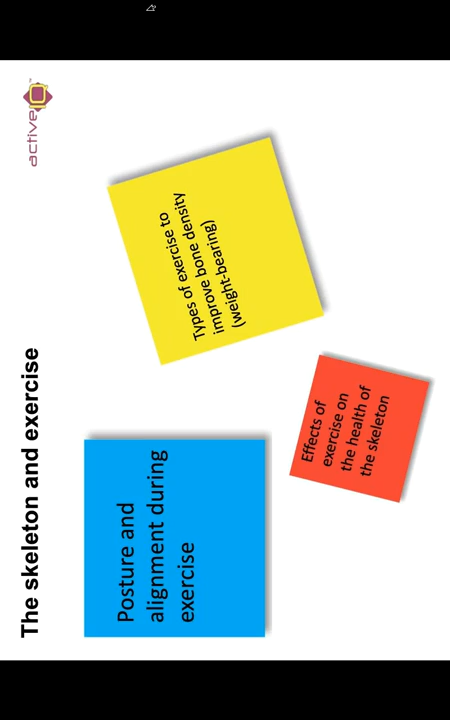 The skeleton and exercise
activeIQ™
Posture and
alignment during
exercise
Types of exercise to
improve bone density
(weight-bearing)
Effects of
exercise on
the health of
the skeleton